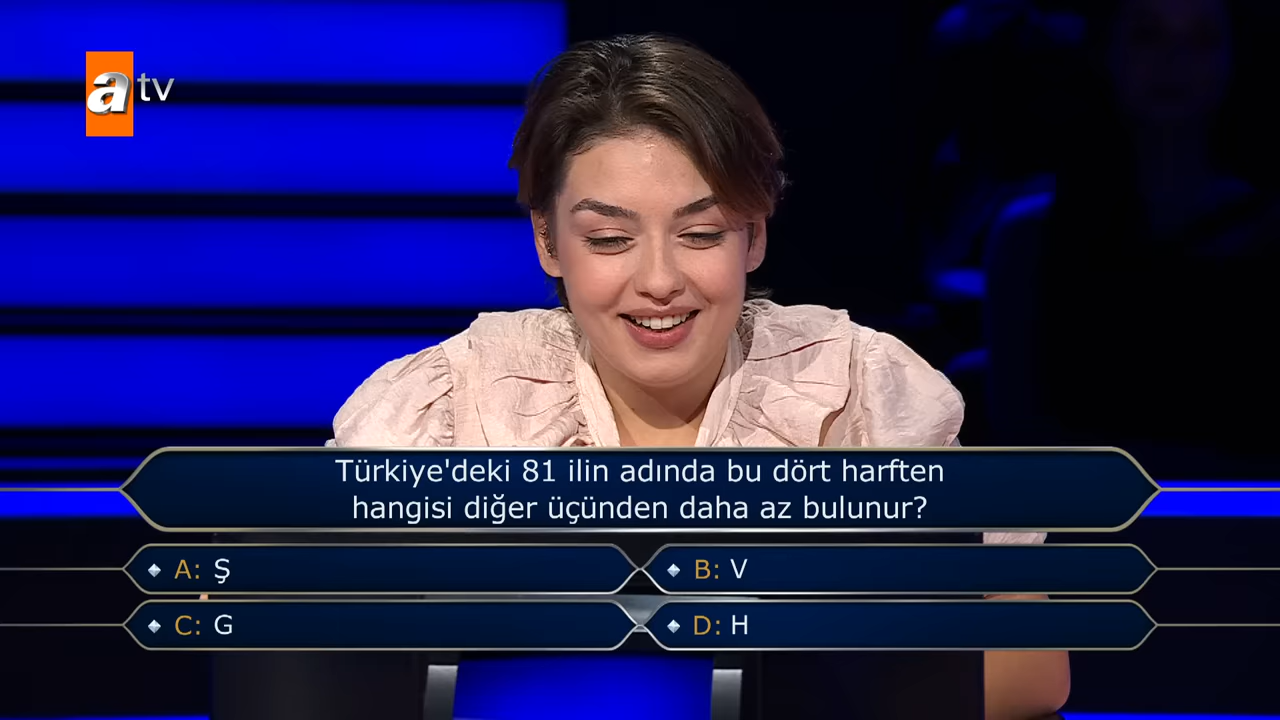 atv
Türkiye'deki 81 ilin adında bu dört harften
hangisi diğer üçünden daha az bulunur?
A: Ş
B: V
C: G
D: H